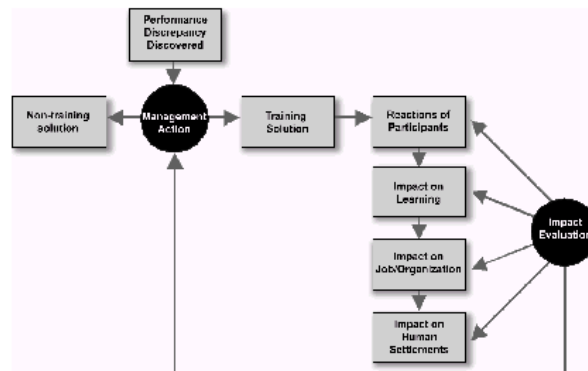 Performance
Discrepancy
Discovered
Non-training
solution
Management
Action
Training
Solution
Reactions of
Participants
Impact on
Learning
Impact
Evaluation
Impact on
Job/Organization
Impact on
Human
Settlements